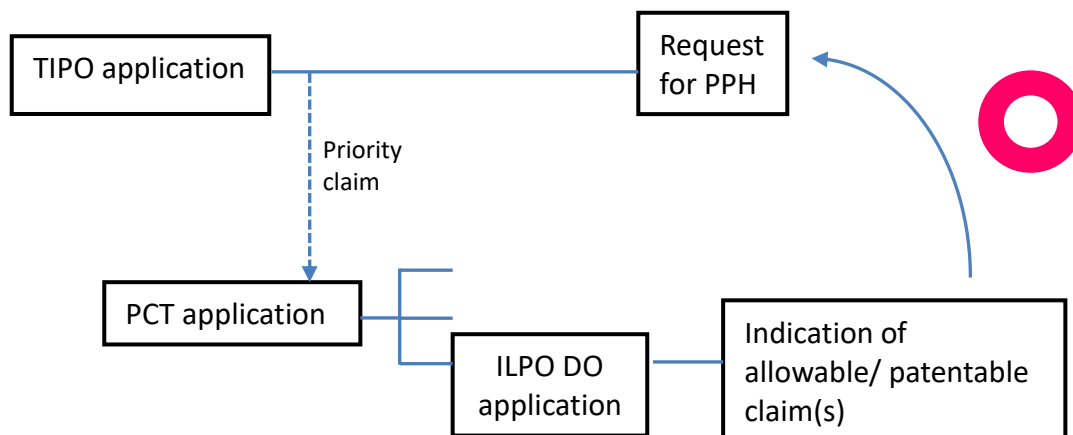 TIPO application
Request
for PPH
Priority
claim
PCT application
ILPO DO
application
Indication of
allowable/ patentable
claim(s)